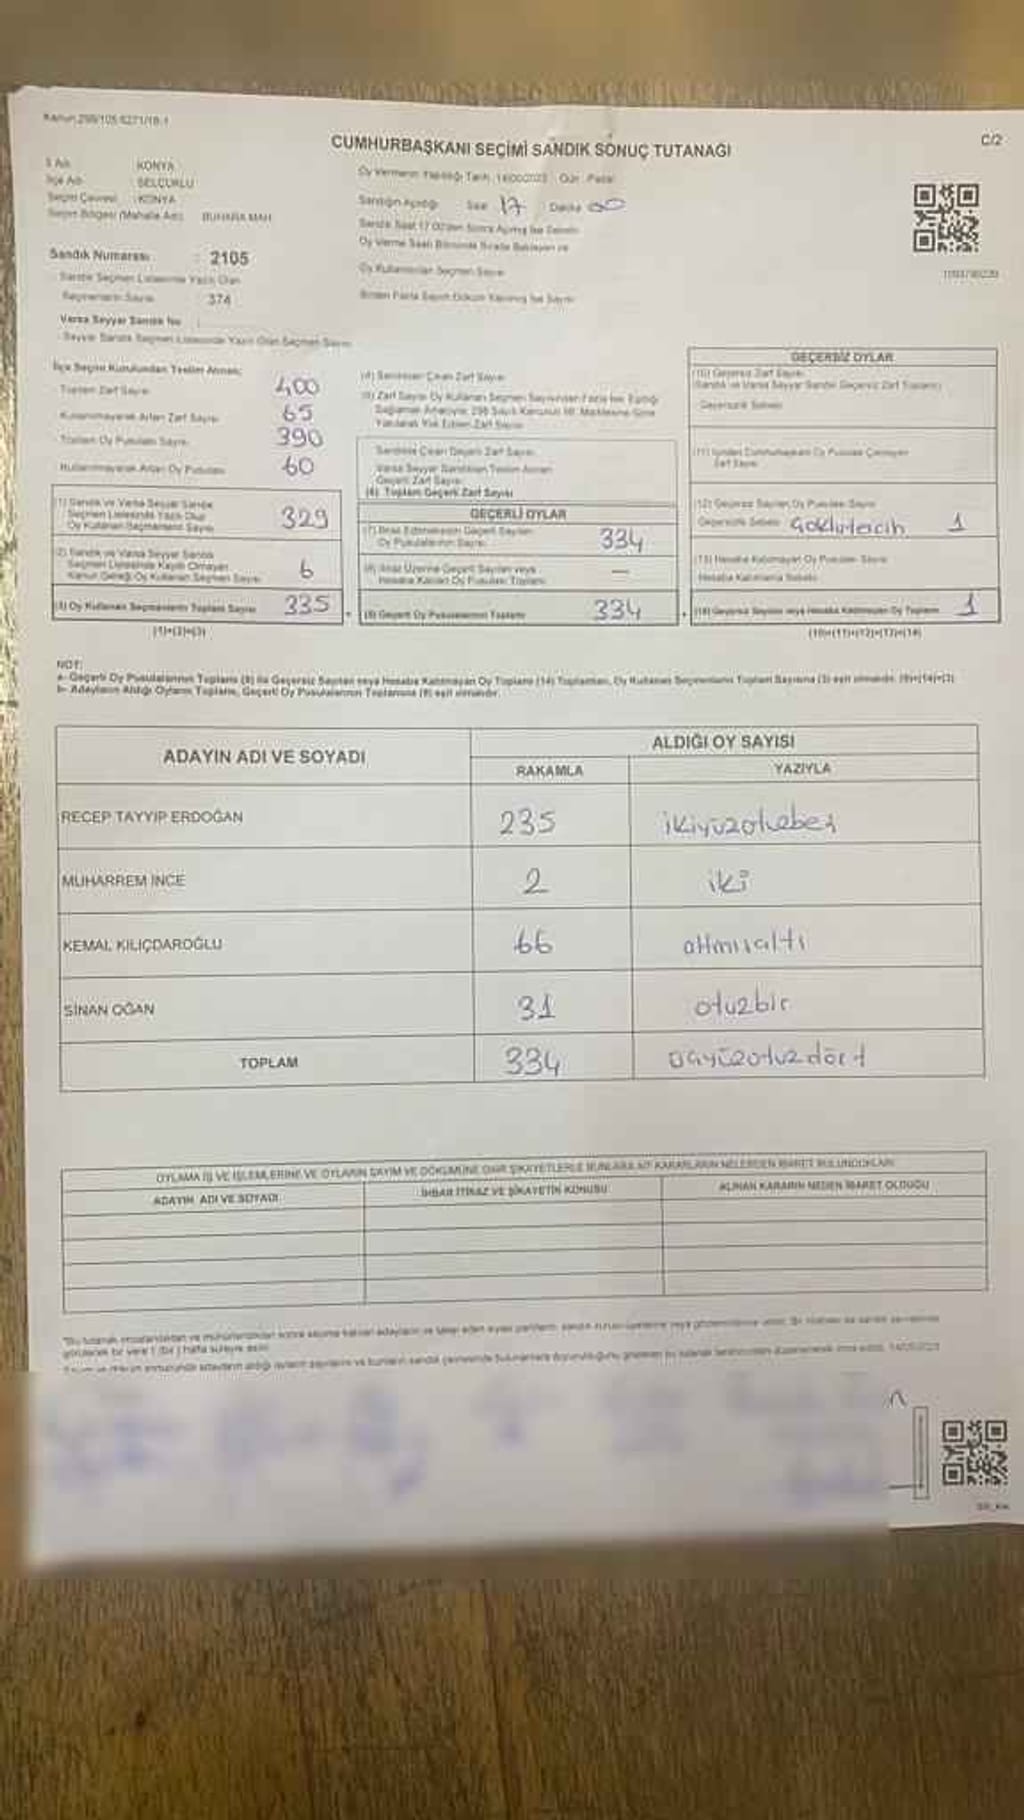 Kanun 298/105 6271/18-1
CUMHURBAŞKANI SEÇİMİ SANDIK SONUÇ TUTANAĞI
C/2
İl Adı KONYA
İlçe Adı SELÇUKLU
Seçim Çevresi : KONYA
Seçim Bölgesi (Mahalle Adı) BUHARA MAH.
Oy Vermenin Yapıldığı Tarih 14/05/2023 Gün Pazar
Sandığın Açıldığı Saat 17 Dakika 00
Sandık Saat 17.00'den Sonra Açılmış İse Sebebi
Oy Verme Saati Bitiminde Sırada Bekleyen ve
Oy Kullandırılan Seçmen Sayısı
Birden Fazla Sayım Döküm Yapılmış İse Sayısı
Sandık Numarası : 2105
Sandık Seçmen Listesinde Yazılı Olan
Seçmenlerin Sayısı 374
Varsa Seyyar Sandık No :
Seyyar Sandık Seçmen Listesinde Yazılı Olan Seçmen Sayısı
İlçe Seçim Kurulundan Teslim Alınan;
Toplam Zarf Sayısı 400
Kullanılmayarak Artan Zarf Sayısı 65
Toplam Oy Pusulası Sayısı 390
Kullanılmayarak Artan Oy Pusulası 60
(1) Sandık ve Varsa Seyyar Sandık
Seçmen Listesinde Yazılı Olup
Oy Kullanan Seçmenlerin Sayısı 329
(2) Sandık ve Varsa Seyyar Sandık
Seçmen Listesinde Kayıtlı Olmayan
Kanun Gereği Oy Kullanan Seçmen Sayısı 6
(3) Oy Kullanan Seçmenlerin Toplam Sayısı 335
(1)+(2)=(3)
(4) Sandıktan Çıkan Zarf Sayısı
(5) Zarf Sayısı Oy Kullanan Seçmen Sayısından Fazla İse, Eşitliği
Sağlamak Amacıyla, 298 Sayılı Kanunun 98. Maddesine Göre
Yakılarak Yok Edilen Zarf Sayısı
Sandıkta Çıkan Geçerli Zarf Sayısı
Varsa Seyyar Sandıktan Teslim Alınan
Geçerli Zarf Sayısı
(6) Toplam Geçerli Zarf Sayısı
GEÇERLİ OYLAR
(7) İtiraz Edilmeksizin Geçerli Sayılan
Oy Pusulalarının Sayısı 334
(8) İtiraz Üzerine Geçerli Sayılan veya
Hesaba Katılan Oy Pusulası Toplamı —
(9) Geçerli Oy Pusulalarının Toplamı 334
GEÇERSİZ OYLAR
(10) Geçersiz Zarf Sayısı
(Sandık ve Varsa Seyyar Sandık Geçersiz Zarf Toplamı)
Geçersizlik Sebebi
(11) İçinden Cumhurbaşkanı Oy Pusulası Çıkmayan
Zarf Sayısı
(12) Geçersiz Sayılan Oy Pusulası Sayısı
Geçersizlik Sebebi Çoklutercih 1
(13) Hesaba Katılmayan Oy Pusulası Sayısı
Hesaba Katılmama Sebebi
(14) Geçersiz Sayılan veya Hesaba Katılmayan Oy Toplamı 1
(10)+(11)+(12)+(13)=(14)
NOT:
a- Geçerli Oy Pusulalarının Toplamı (9) ile Geçersiz Sayılan veya Hesaba Katılmayan Oy Toplamı (14) Toplamları, Oy Kullanan Seçmenlerin Toplam Sayısına (3) eşit olmalıdır. (9)+(14)=(3)
b- Adayların Aldığı Oyların Toplamı, Geçerli Oy Pusulalarının Toplamına (9) eşit olmalıdır.
ADAYIN ADI VE SOYADI
ALDIĞI OY SAYISI
RAKAMLA
YAZIYLA
RECEP TAYYİP ERDOĞAN 235 ikiyüzotuzbeş
MUHARREM İNCE 2 iki
KEMAL KILIÇDAROĞLU 66 altmışaltı
SİNAN OĞAN 31 otuzbir
TOPLAM 334 üçyüzotuzdört
OYLAMA İŞ VE İŞLEMLERİNE VE OYLARIN SAYIM VE DÖKÜMÜNE DAİR ŞİKAYETLERLE BUNLARA AİT KARARLARIN NELERDEN İBARET BULUNDUKLARI
ADAYIN ADI VE SOYADI
İHBAR İTİRAZ VE ŞİKAYETİN KONUSU
ALINAN KARARIN NEDEN İBARET OLDUĞU